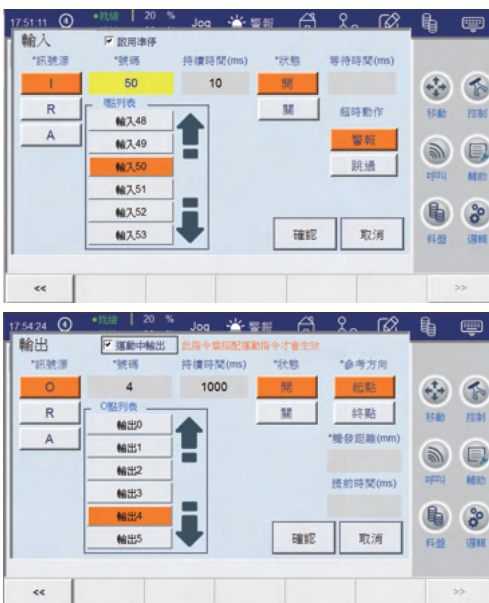 17:51:11 •就緒 20 % Jog 警報
輸入 啟用準停
*訊號源 *號碼 持續時間(ms) *狀態 等待時間(ms)
I 50 10 開
R I點列表 關 超時動作
A 輸入48
輸入49 警報
輸入50 跳過
輸入51
輸入52
輸入53 確認 取消
移動 控制
呼叫 輔助
料盤 邏輯
<< >>
17:54:24 •就緒 20 % Jog 警報
輸出 運動中輸出 此指令需搭配運動指令才會生效
*訊號源 *號碼 持續時間(ms) *狀態 *參考方向
O 4 1000 開 起點
R O點列表 關 終點
A 輸出0
輸出1 *觸發距離(mm)
輸出2
輸出3 提前時間(ms)
輸出4
輸出5 確認 取消
移動 控制
呼叫 輔助
料盤 邏輯
<< >>